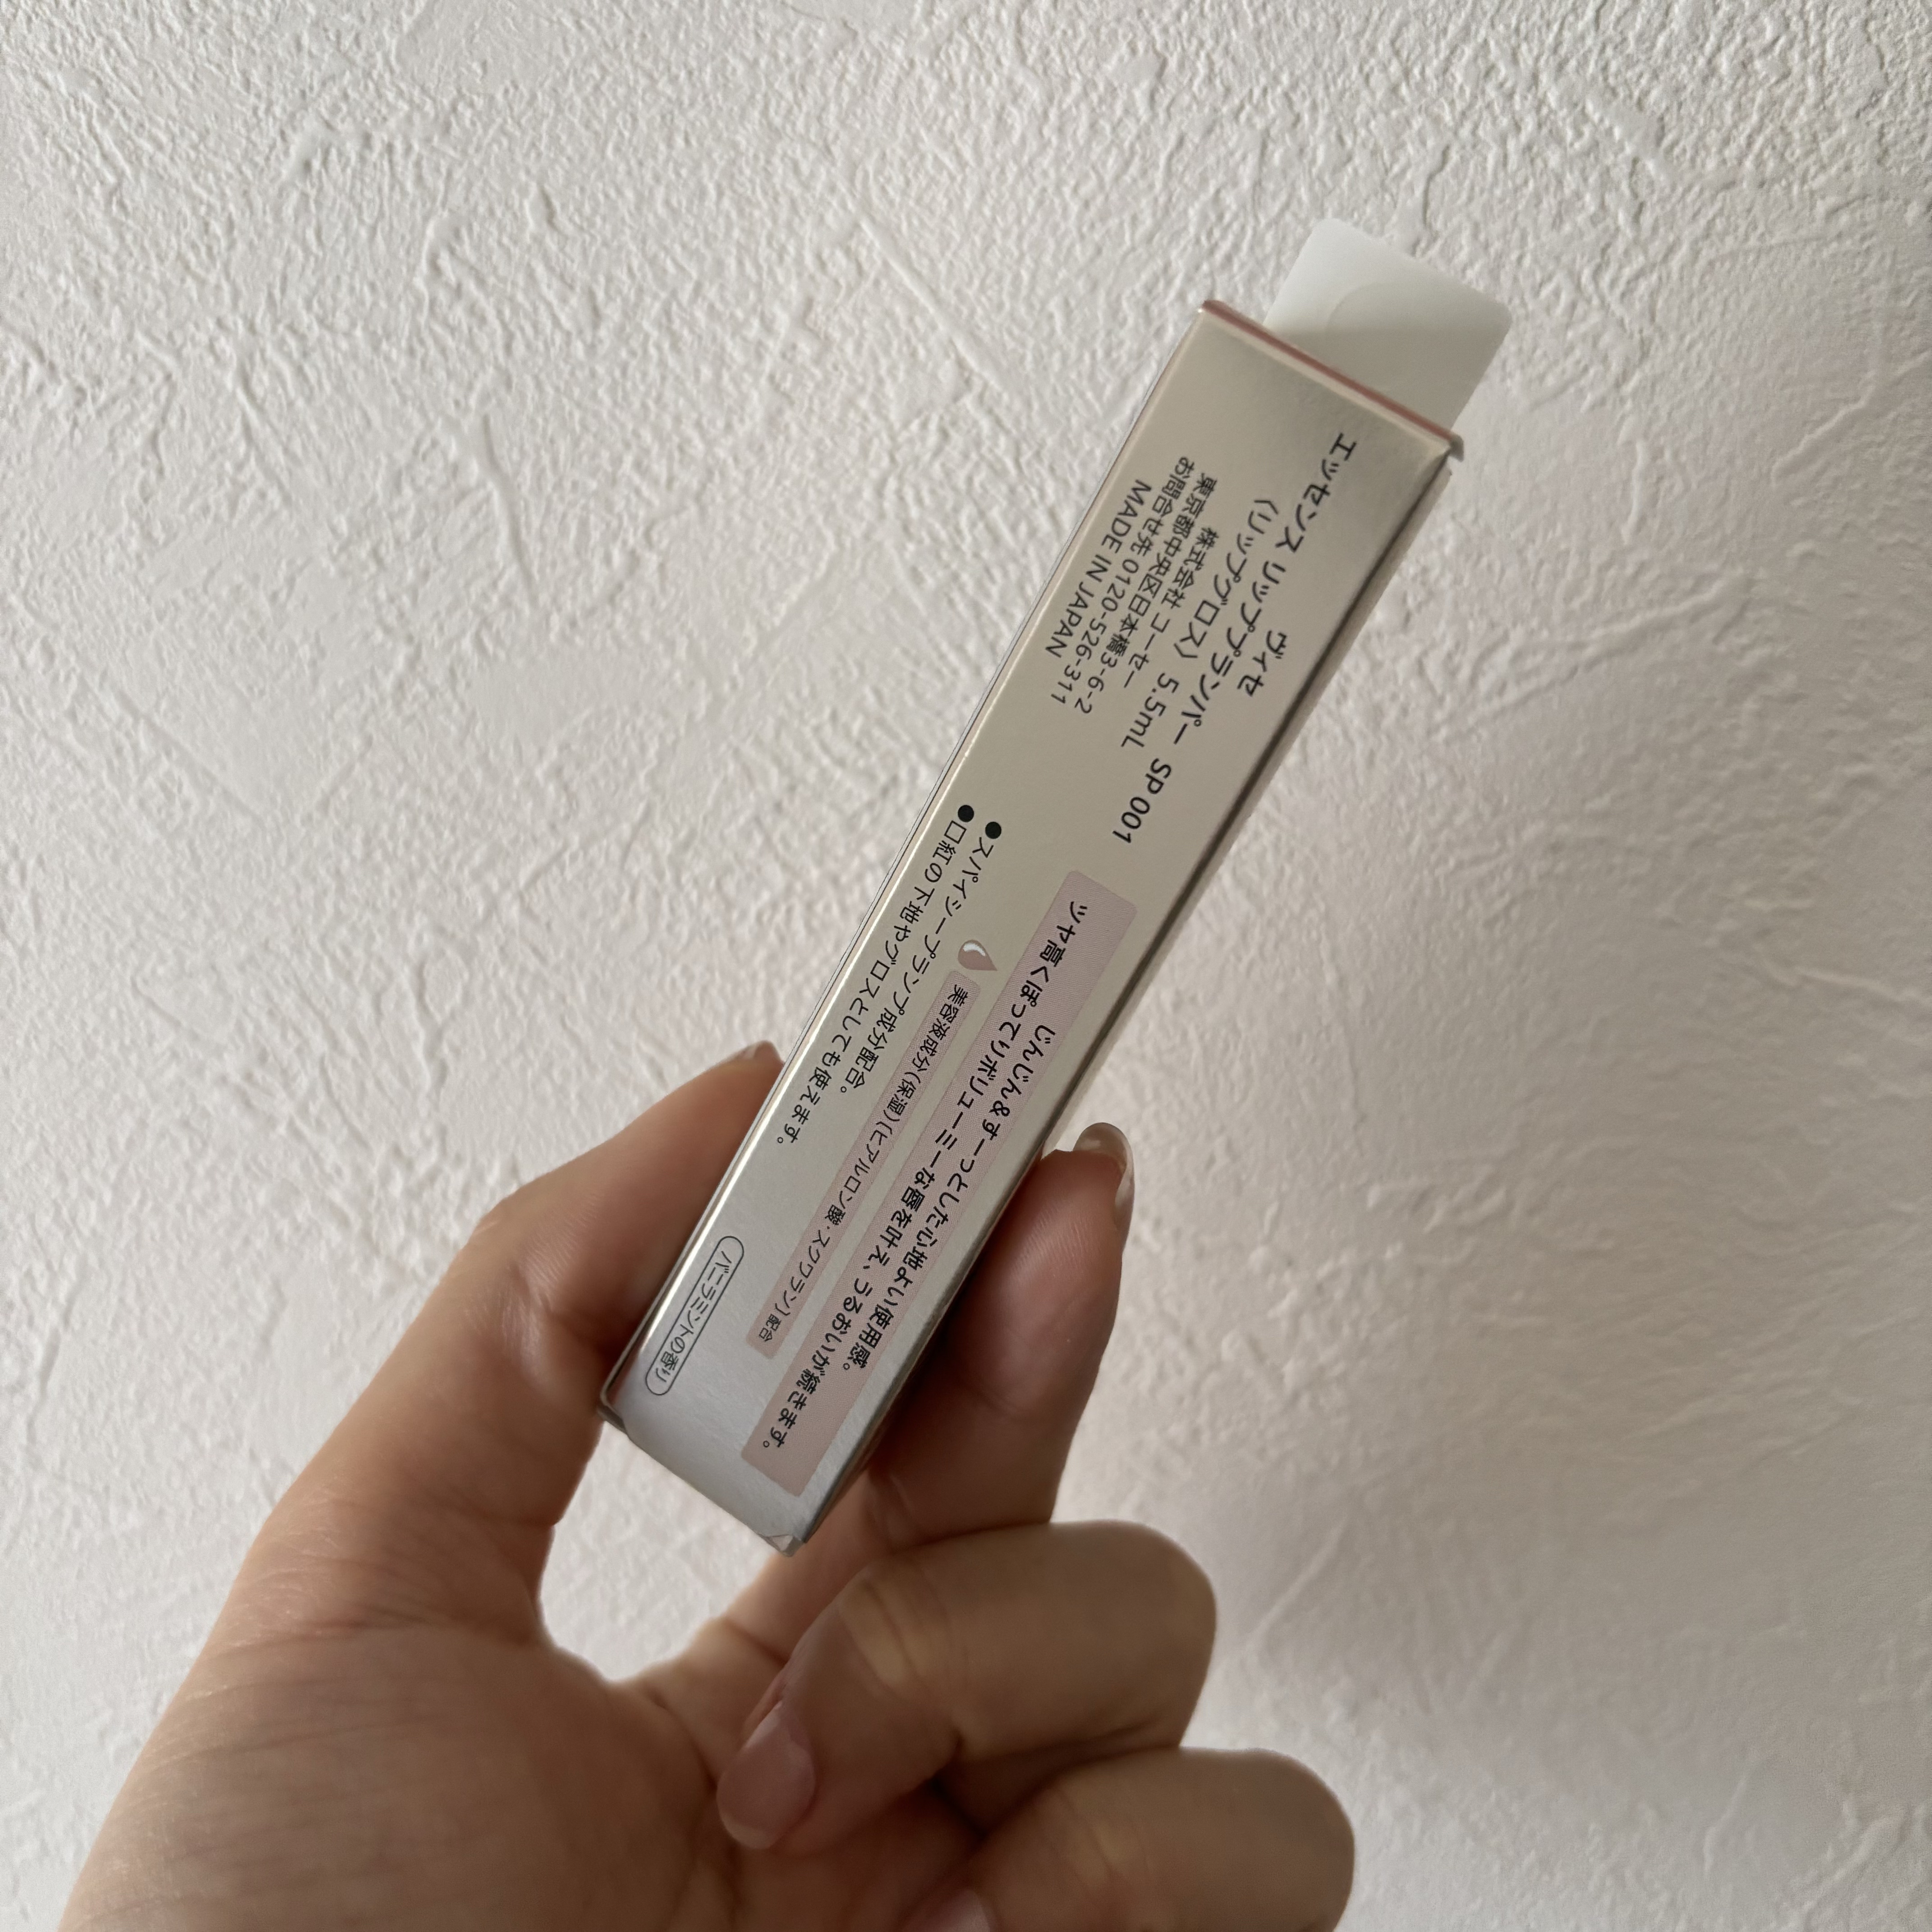 ヴィセ
エッセンス リッププランパー SP 001
〈リップグロス〉 5.5mL
株式会社 コーセー
東京都中央区日本橋3-6-2
お問合せ先 0120-526-311
MADE IN JAPAN
じんじん&すーっとした心地よい使用感。
ツヤ高くぽってりボリューミーな唇を叶え、うるおいが続きます。
美容液成分(保湿)〔ヒアルロン酸・スクワラン〕配合
●スパイシープランプ成分配合。
●口紅の下地やグロスとしても使えます。
バニラミントの香り